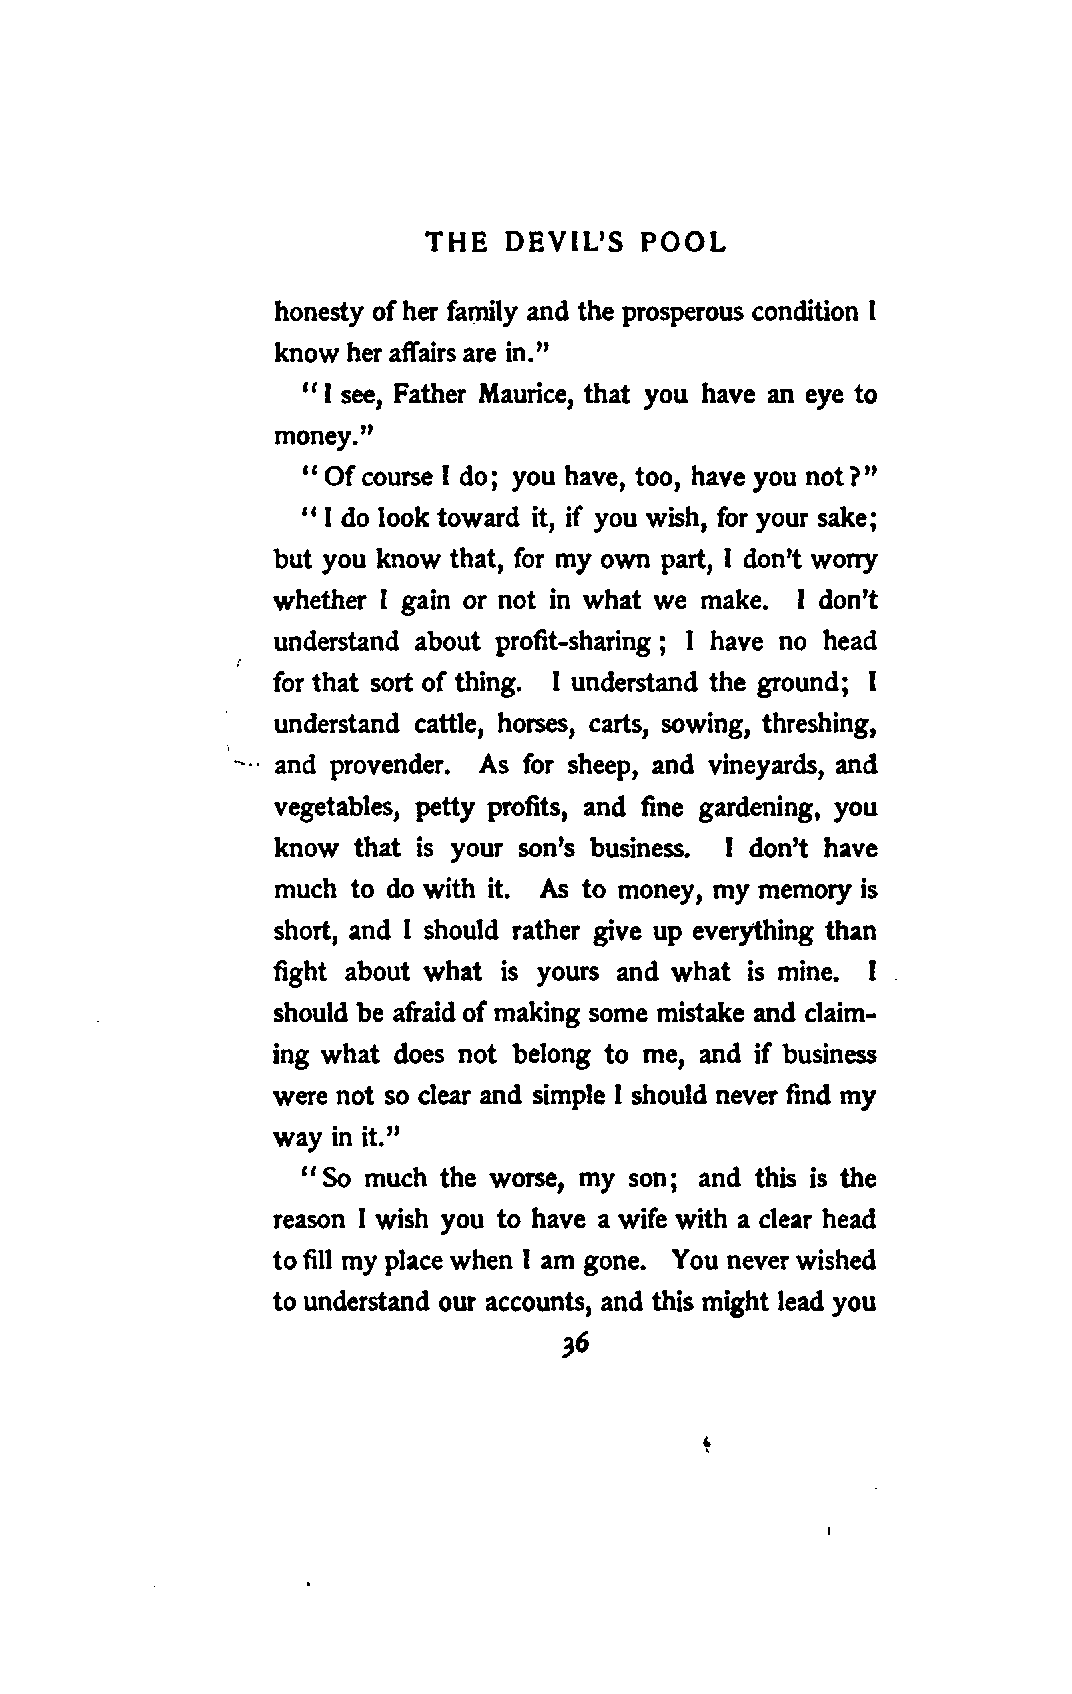 THE DEVIL'S POOL
honesty of her family and the prosperous condition I
know her affairs are in."
"I see, Father Maurice, that you have an eye to
money."
"Of course I do; you have, too, have you not?"
"I do look toward it, if you wish, for your sake;
but you know that, for my own part, I don't worry
whether I gain or not in what we make. I don't
understand about profit-sharing; I have no head
for that sort of thing. I understand the ground; I
understand cattle, horses, carts, sowing, threshing,
and provender. As for sheep, and vineyards, and
vegetables, petty profits, and fine gardening, you
know that is your son's business. I don't have
much to do with it. As to money, my memory is
short, and I should rather give up everything than
fight about what is yours and what is mine. I
should be afraid of making some mistake and claim-
ing what does not belong to me, and if business
were not so clear and simple I should never find my
way in it."
"So much the worse, my son; and this is the
reason I wish you to have a wife with a clear head
to fill my place when I am gone. You never wished
to understand our accounts, and this might lead you
36